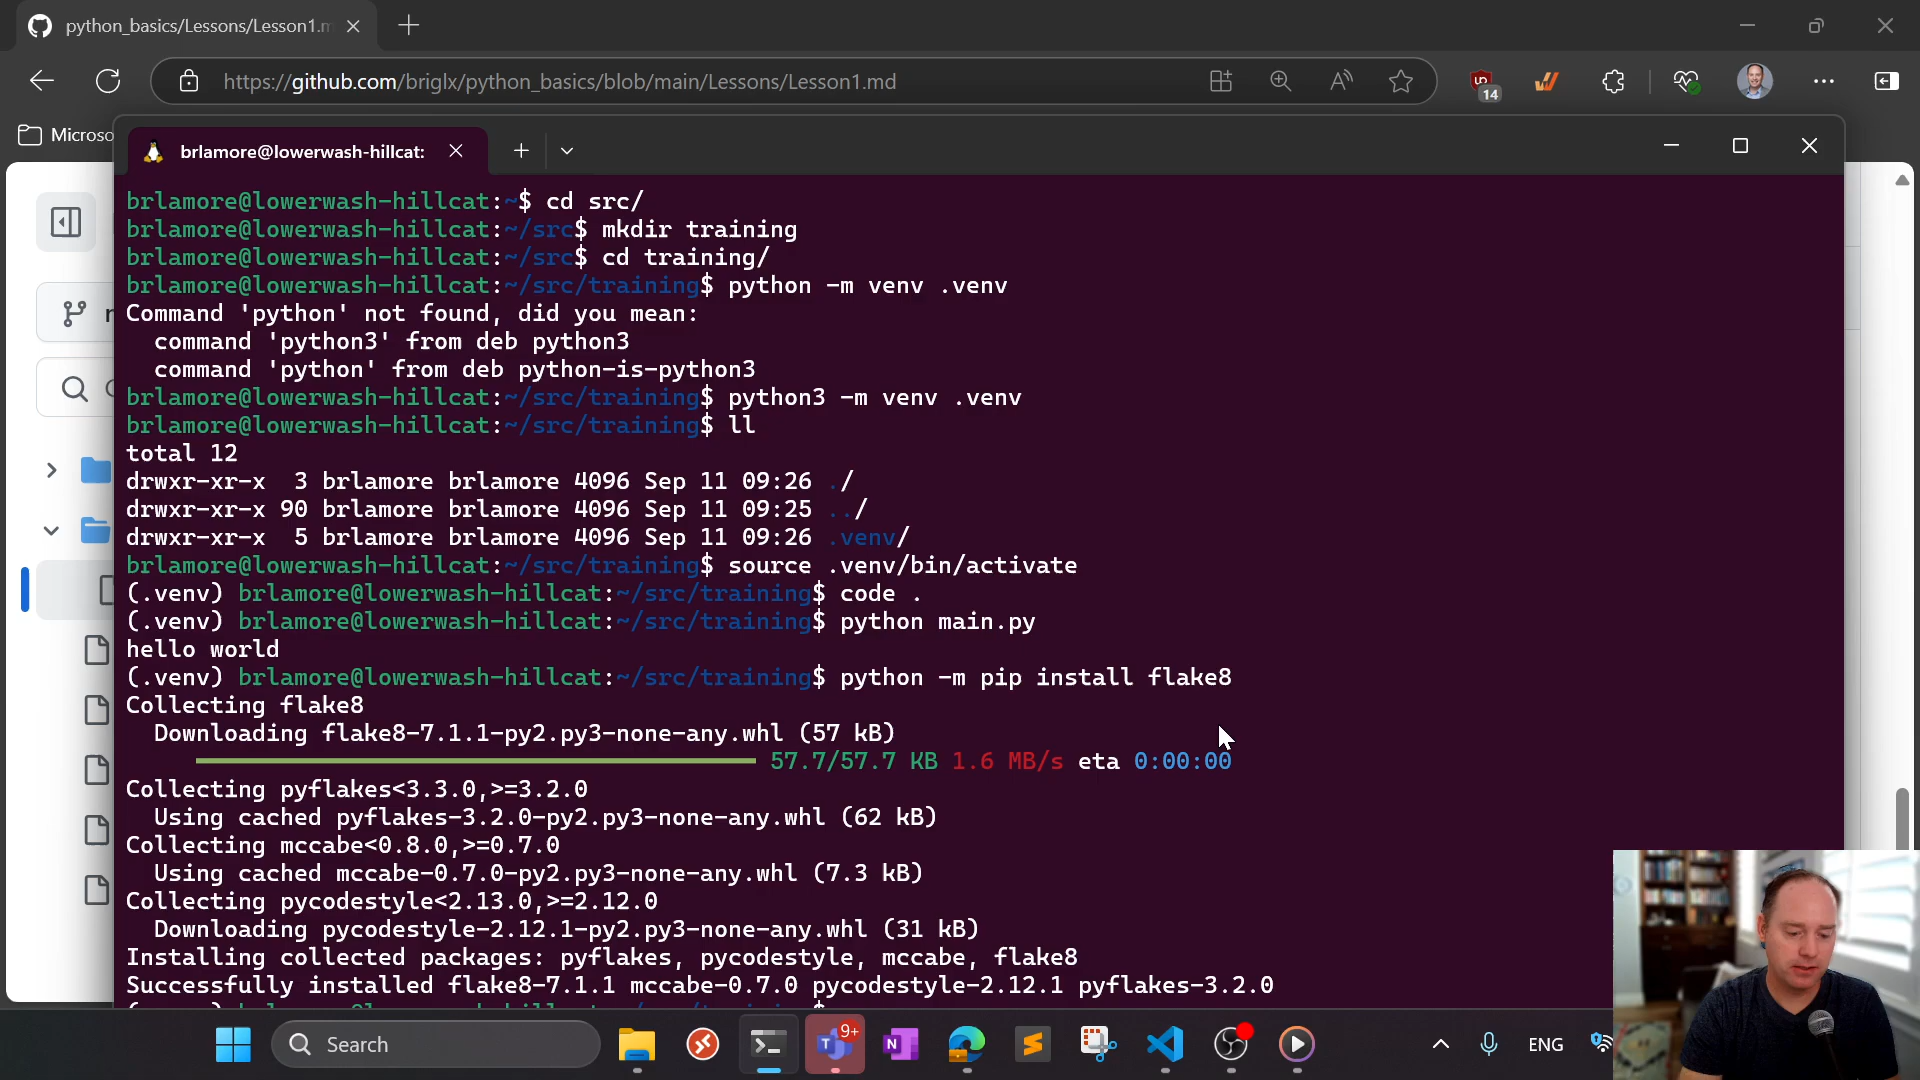 python_basics/Lessons/Lesson1.m
https://github.com/briglx/python_basics/blob/main/Lessons/Lesson1.md
14
Microso
brlamore@lowerwash-hillcat:
brlamore@lowerwash-hillcat:~$ cd src/
brlamore@lowerwash-hillcat:~/src$ mkdir training
brlamore@lowerwash-hillcat:~/src$ cd training/
brlamore@lowerwash-hillcat:~/src/training$ python -m venv .venv
Command 'python' not found, did you mean:
  command 'python3' from deb python3
  command 'python' from deb python-is-python3
brlamore@lowerwash-hillcat:~/src/training$ python3 -m venv .venv
brlamore@lowerwash-hillcat:~/src/training$ ll
total 12
drwxr-xr-x  3 brlamore brlamore 4096 Sep 11 09:26 ./
drwxr-xr-x 90 brlamore brlamore 4096 Sep 11 09:25 ../
drwxr-xr-x  5 brlamore brlamore 4096 Sep 11 09:26 .venv/
brlamore@lowerwash-hillcat:~/src/training$ source .venv/bin/activate
(.venv) brlamore@lowerwash-hillcat:~/src/training$ code .
(.venv) brlamore@lowerwash-hillcat:~/src/training$ python main.py
hello world
(.venv) brlamore@lowerwash-hillcat:~/src/training$ python -m pip install flake8
Collecting flake8
  Downloading flake8-7.1.1-py2.py3-none-any.whl (57 kB)
57.7/57.7 KB 1.6 MB/s eta 0:00:00
Collecting pyflakes<3.3.0,>=3.2.0
  Using cached pyflakes-3.2.0-py2.py3-none-any.whl (62 kB)
Collecting mccabe<0.8.0,>=0.7.0
  Using cached mccabe-0.7.0-py2.py3-none-any.whl (7.3 kB)
Collecting pycodestyle<2.13.0,>=2.12.0
  Downloading pycodestyle-2.12.1-py2.py3-none-any.whl (31 kB)
Installing collected packages: pyflakes, pycodestyle, mccabe, flake8
Successfully installed flake8-7.1.1 mccabe-0.7.0 pycodestyle-2.12.1 pyflakes-3.2.0
Search
9+
ENG